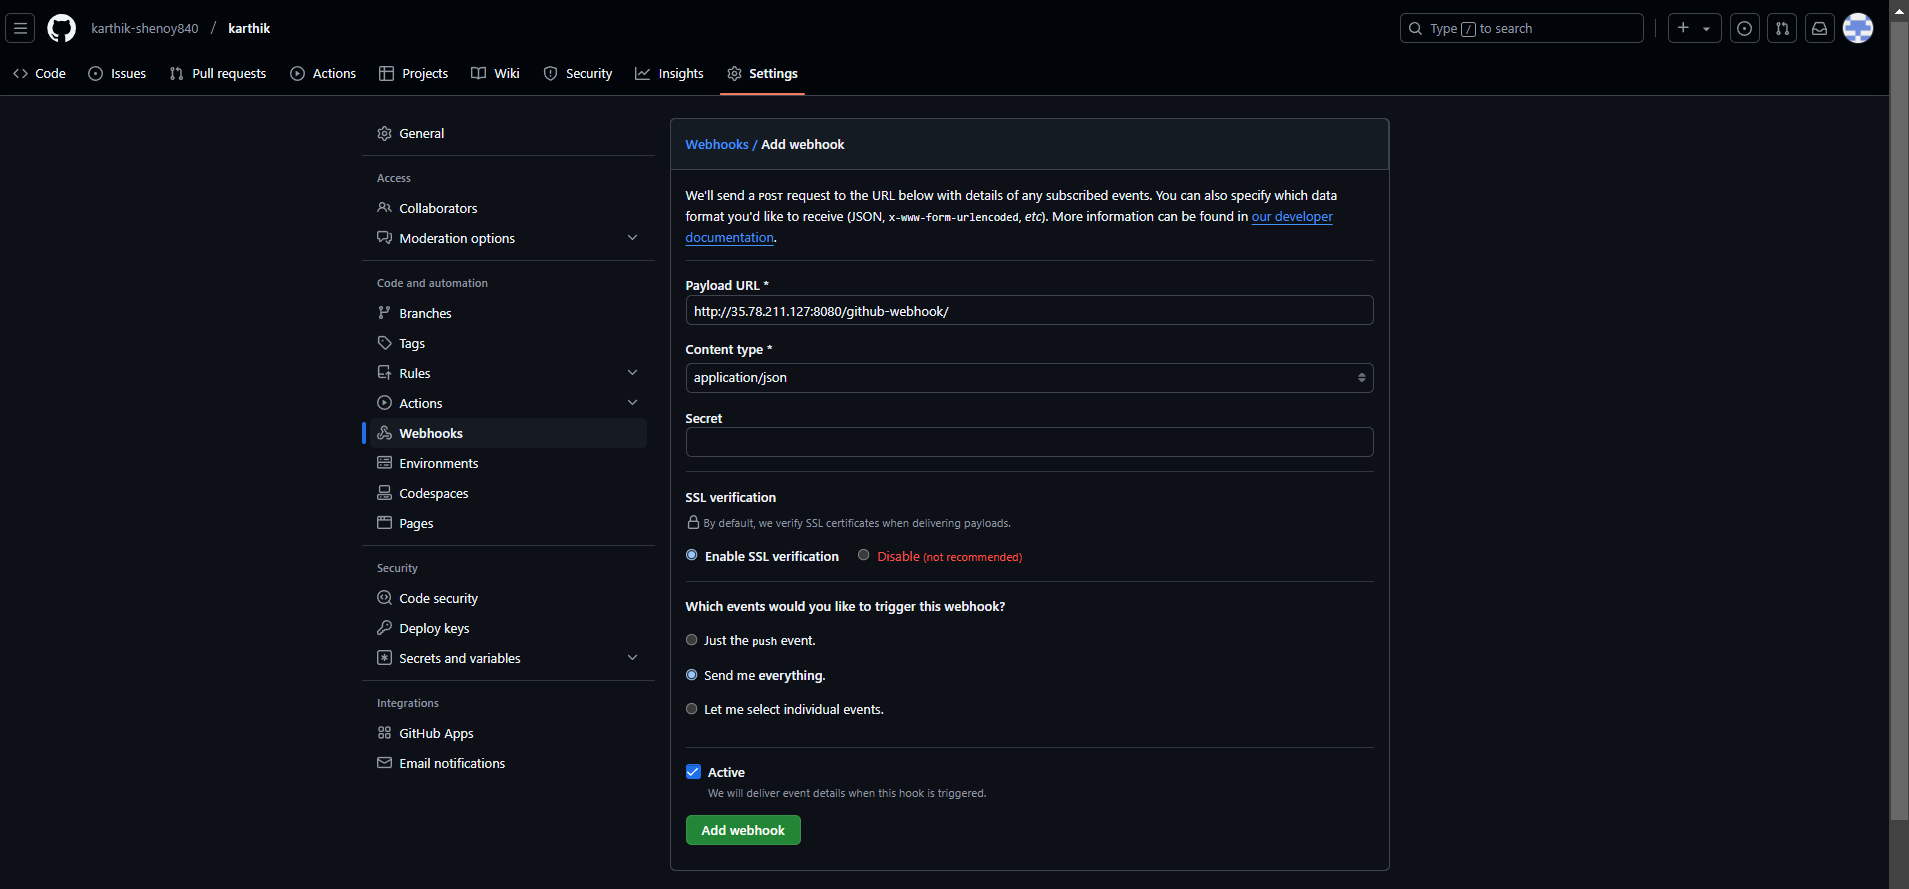 karthik-shenoy840 / karthik
Type / to search
Code Issues Pull requests Actions Projects Wiki Security Insights Settings
General
Access
Collaborators
Moderation options
Code and automation
Branches
Tags
Rules
Actions
Webhooks
Environments
Codespaces
Pages
Security
Code security
Deploy keys
Secrets and variables
Integrations
GitHub Apps
Email notifications
Webhooks / Add webhook
We'll send a POST request to the URL below with details of any subscribed events. You can also specify which data
format you'd like to receive (JSON, x-www-form-urlencoded, etc). More information can be found in our developer
documentation.
Payload URL *
http://35.78.211.127:8080/github-webhook/
Content type *
application/json
Secret
SSL verification
By default, we verify SSL certificates when delivering payloads.
Enable SSL verification Disable (not recommended)
Which events would you like to trigger this webhook?
Just the push event.
Send me everything.
Let me select individual events.
Active
We will deliver event details when this hook is triggered.
Add webhook